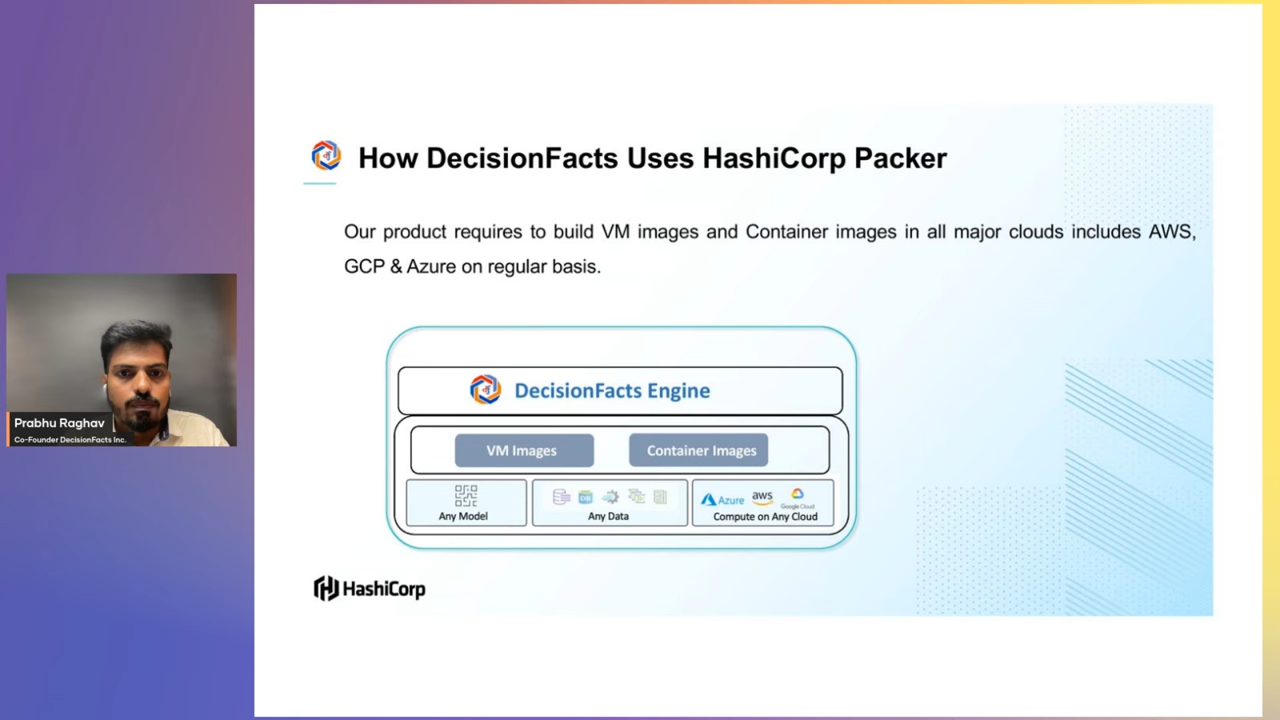 How DecisionFacts Uses HashiCorp Packer
Our product requires to build VM images and Container images in all major clouds includes AWS,
GCP & Azure on regular basis.
DecisionFacts Engine
VM Images
Container Images
Azure
aws
Google Cloud
Any Model
Any Data
Compute on Any Cloud
HashiCorp
Prabhu Raghav
Co-Founder DecisionFacts Inc.